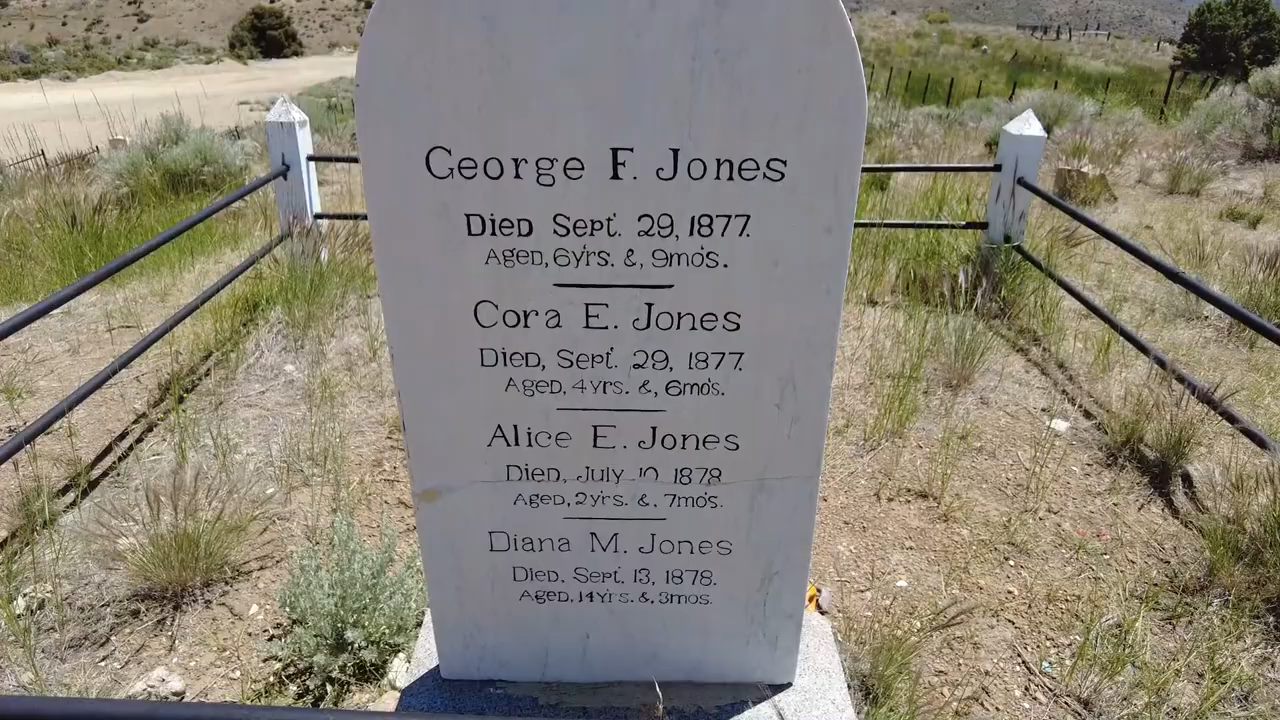 George F. Jones
Died Sept. 29, 1877.
Aged, 6yrs. &, 9mo's.
Cora E. Jones
Died, Sept. 29, 1877.
Aged, 4yrs. &, 6mo's.
Alice E. Jones
Died, July 10 1878
Aged, 2yrs. &, 7mo's.
Diana M. Jones
Died. Sept. 13, 1878.
Aged, 14Yrs. &, 3mos.